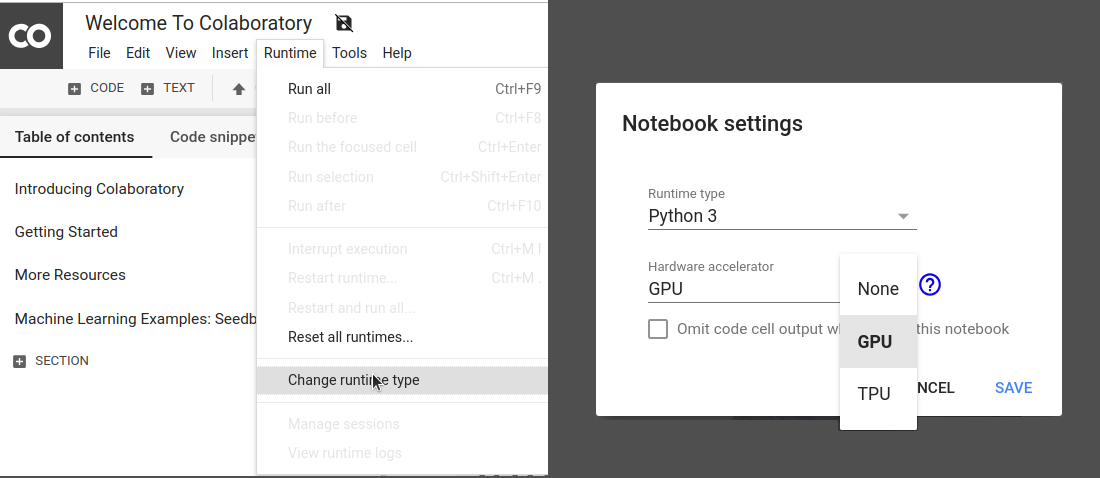 CO
Welcome To Colaboratory
File Edit View Insert Runtime Tools Help
CODE TEXT
Table of contents
Code snippe
Introducing Colaboratory
Getting Started
More Resources
Machine Learning Examples: Seedb
SECTION
Run all Ctrl+F9
Run before Ctrl+F8
Run the focused cell Ctrl+Enter
Run selection Ctrl+Shift+Enter
Run after Ctrl+F10
Interrupt execution Ctrl+M I
Restart runtime... Ctrl+M .
Restart and run all...
Reset all runtimes...
Change runtime type
Manage sessions
View runtime logs
Notebook settings
Runtime type
Python 3
Hardware accelerator
GPU
?
None
GPU
TPU
Omit code cell output w this notebook
NCEL SAVE